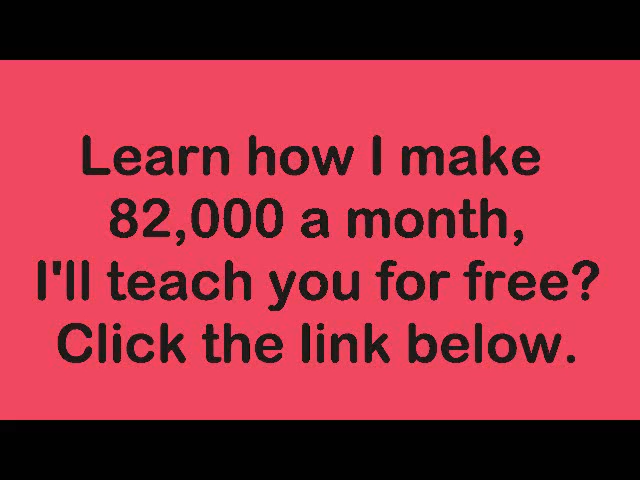 Learn how I make
82,000 a month,
I'll teach you for free?
Click the link below.